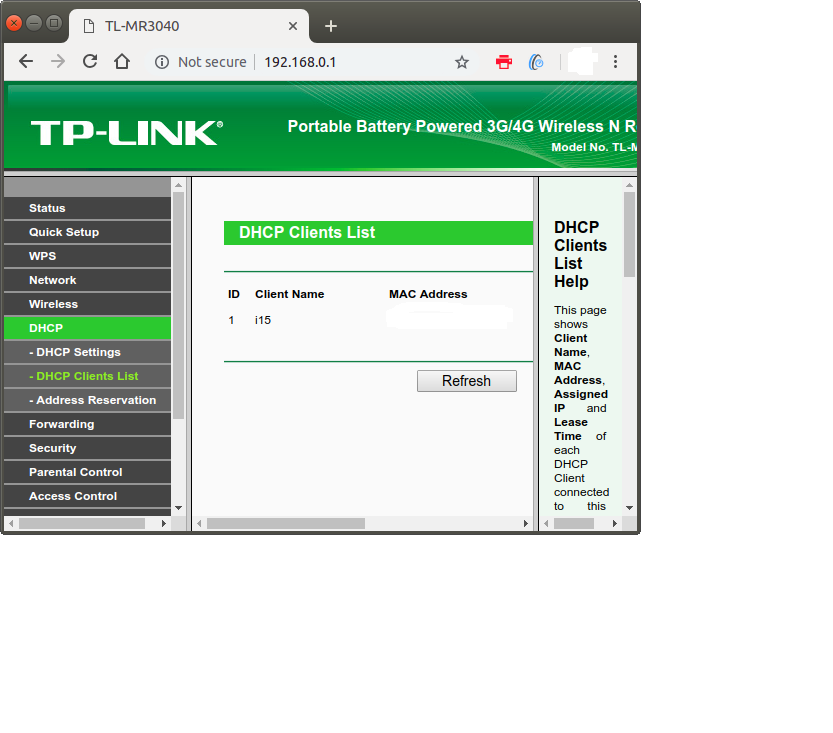 TL-MR3040
Not secure
192.168.0.1
TP-LINK®
Portable Battery Powered 3G/4G Wireless N R
Model No. TL-M
Status
Quick Setup
WPS
Network
Wireless
DHCP
- DHCP Settings
- DHCP Clients List
- Address Reservation
Forwarding
Security
Parental Control
Access Control
DHCP Clients List
ID Client Name MAC Address
1 i15
Refresh
DHCP
Clients
List
Help
This page
shows
Client
Name,
MAC
Address,
Assigned
IP and
Lease
Time of
each
DHCP
Client
connected
to this